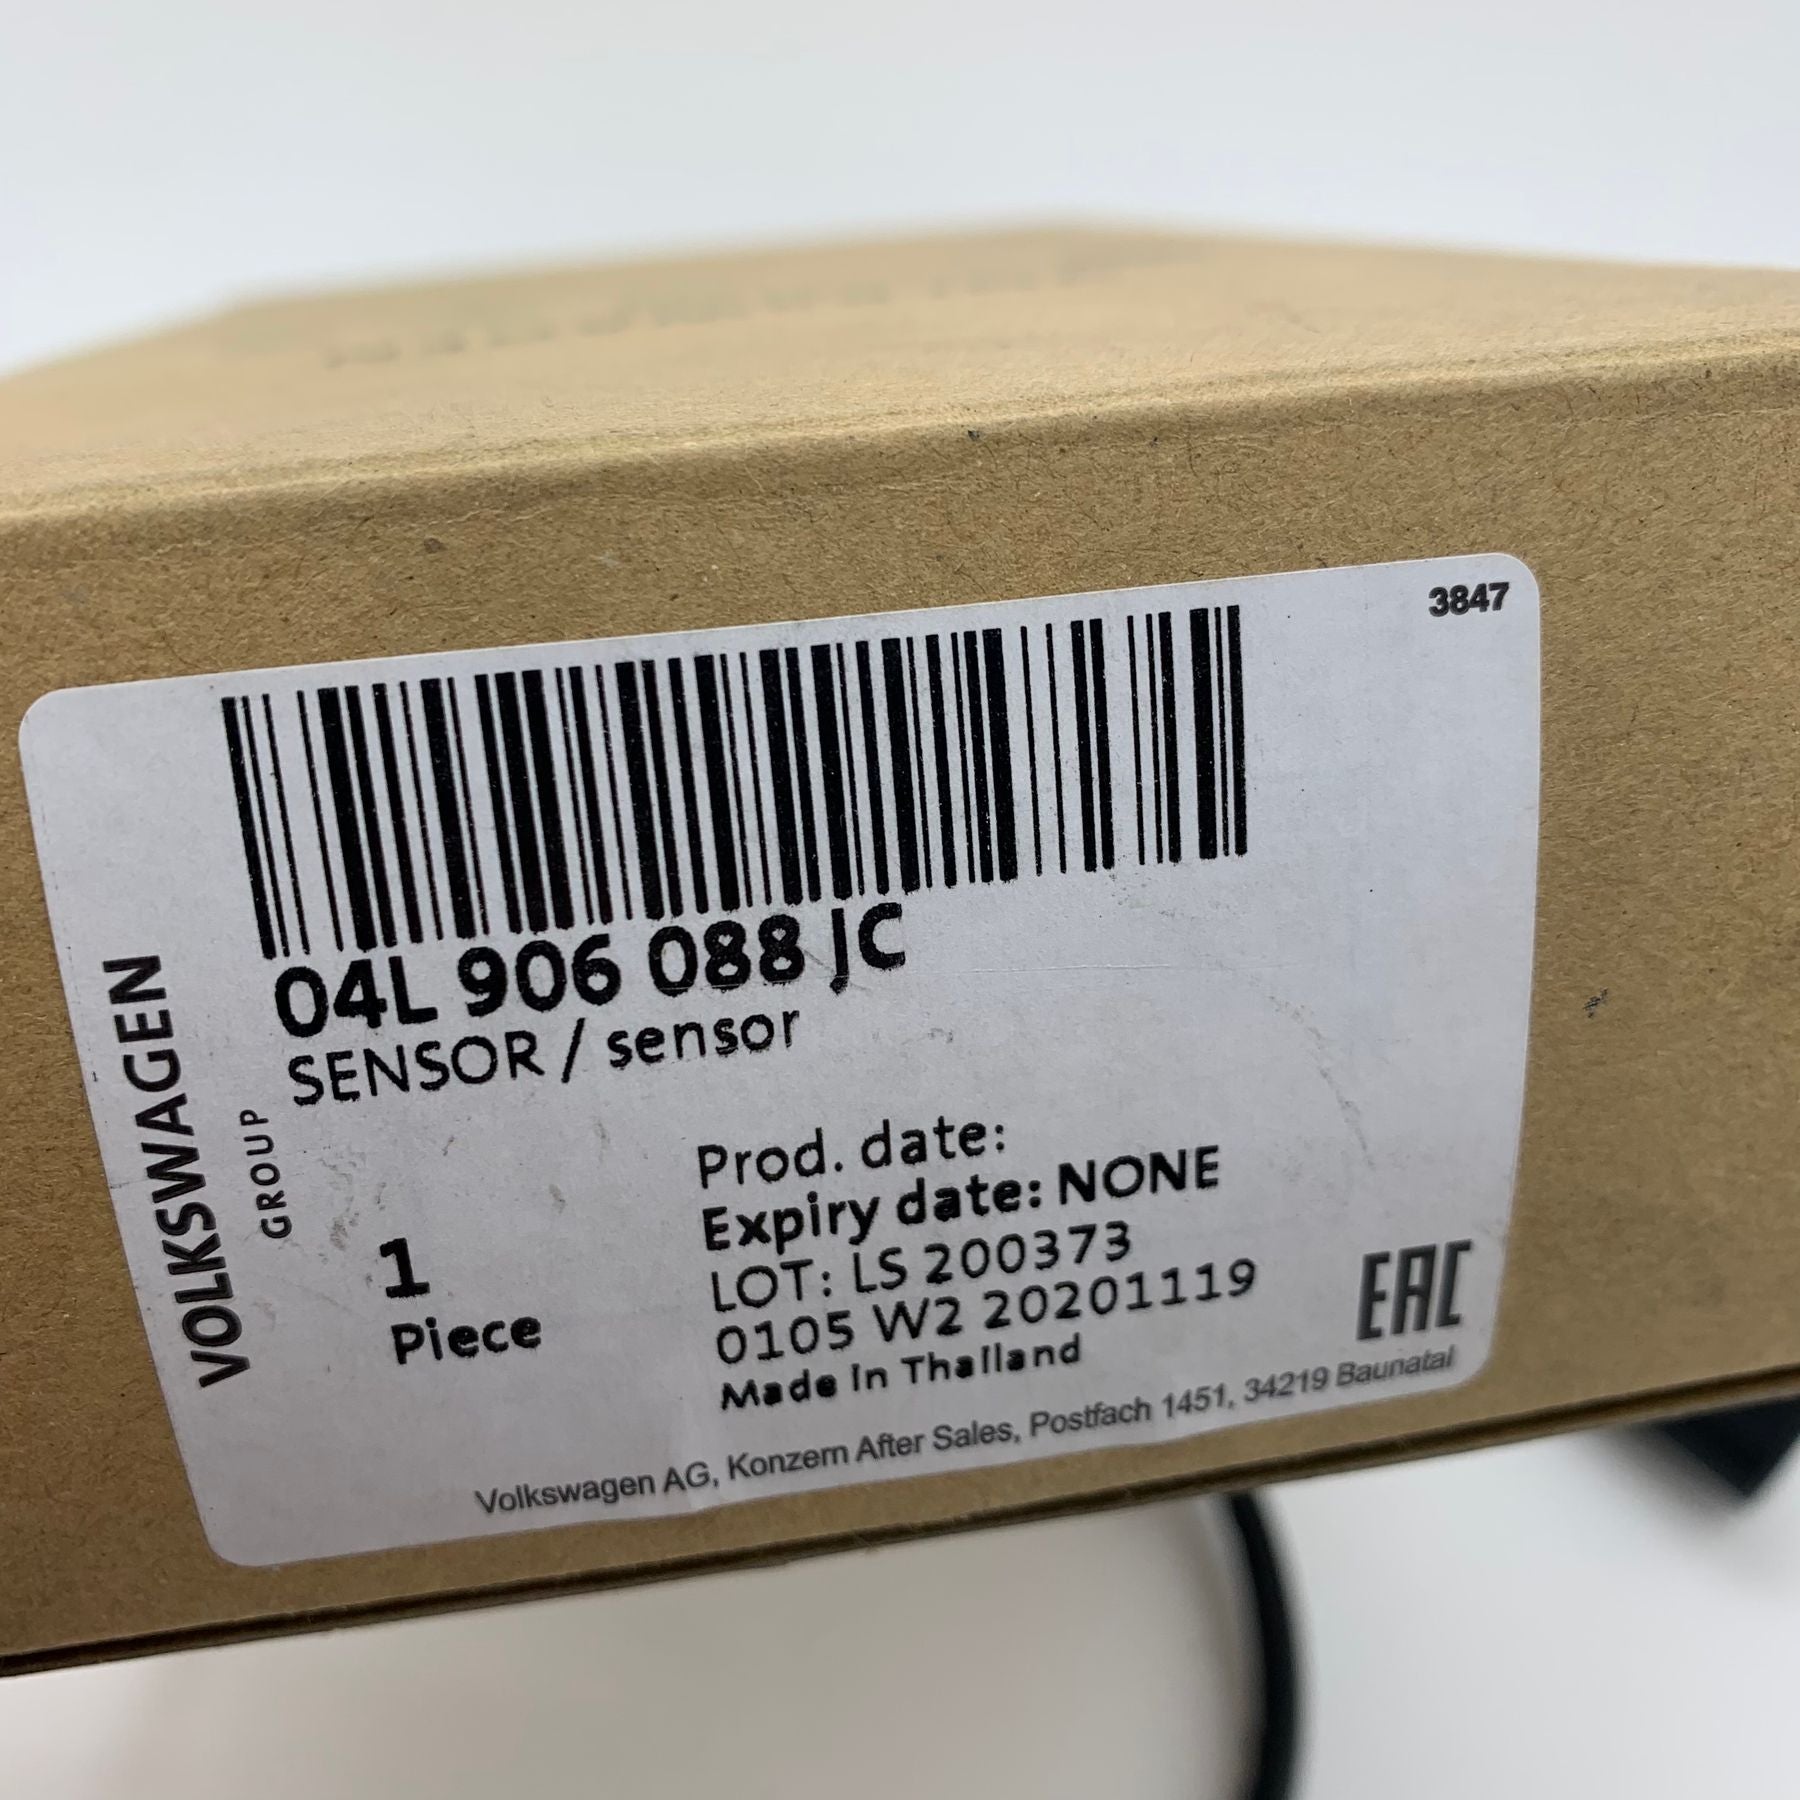 3847
04L 906 088 JC
SENSOR / sensor
VOLKSWAGEN
GROUP
1
Piece
Prod. date:
Expiry date: NONE
LOT: LS 200373
0105 W2 20201119
Made In Thailand
EAC
Volkswagen AG, Konzern After Sales, Postfach 1451, 34219 Baunatal